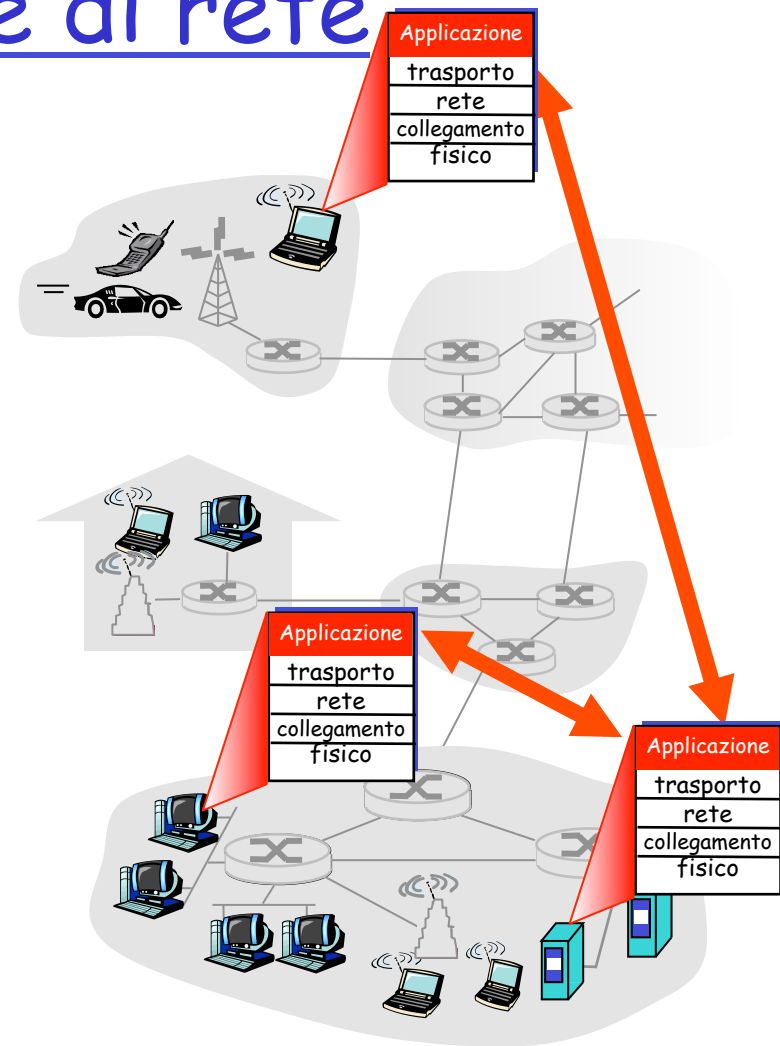 e di rete
Applicazione
trasporto
rete
collegamento
fisico
Applicazione
trasporto
rete
collegamento
fisico
Applicazione
trasporto
rete
collegamento
fisico